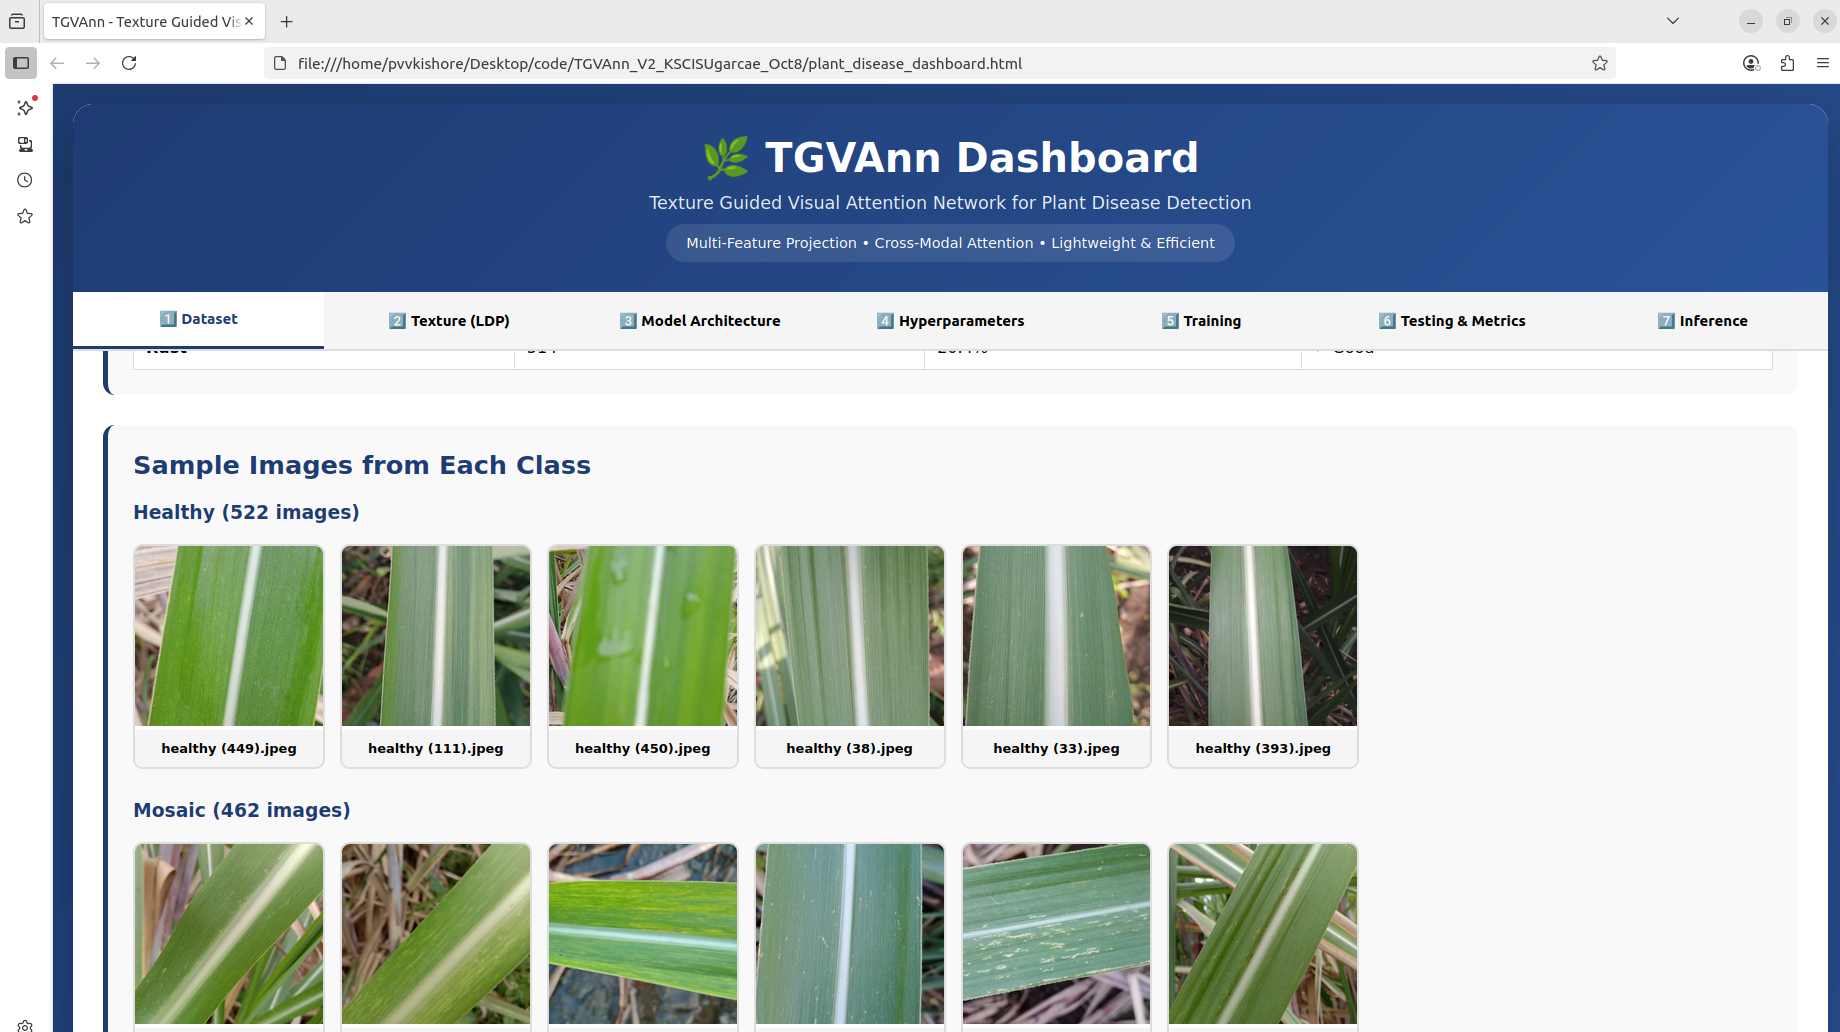 TGVAnn - Texture Guided Vis
file:///home/pvvkishore/Desktop/code/TGVAnn_V2_KSCISUgarcae_Oct8/plant_disease_dashboard.html
🌿 TGVAnn Dashboard
Texture Guided Visual Attention Network for Plant Disease Detection
Multi-Feature Projection • Cross-Modal Attention • Lightweight & Efficient
1 Dataset
2 Texture (LDP)
3 Model Architecture
4 Hyperparameters
5 Training
6 Testing & Metrics
7 Inference
Sample Images from Each Class
Healthy (522 images)
healthy (449).jpeg
healthy (111).jpeg
healthy (450).jpeg
healthy (38).jpeg
healthy (33).jpeg
healthy (393).jpeg
Mosaic (462 images)